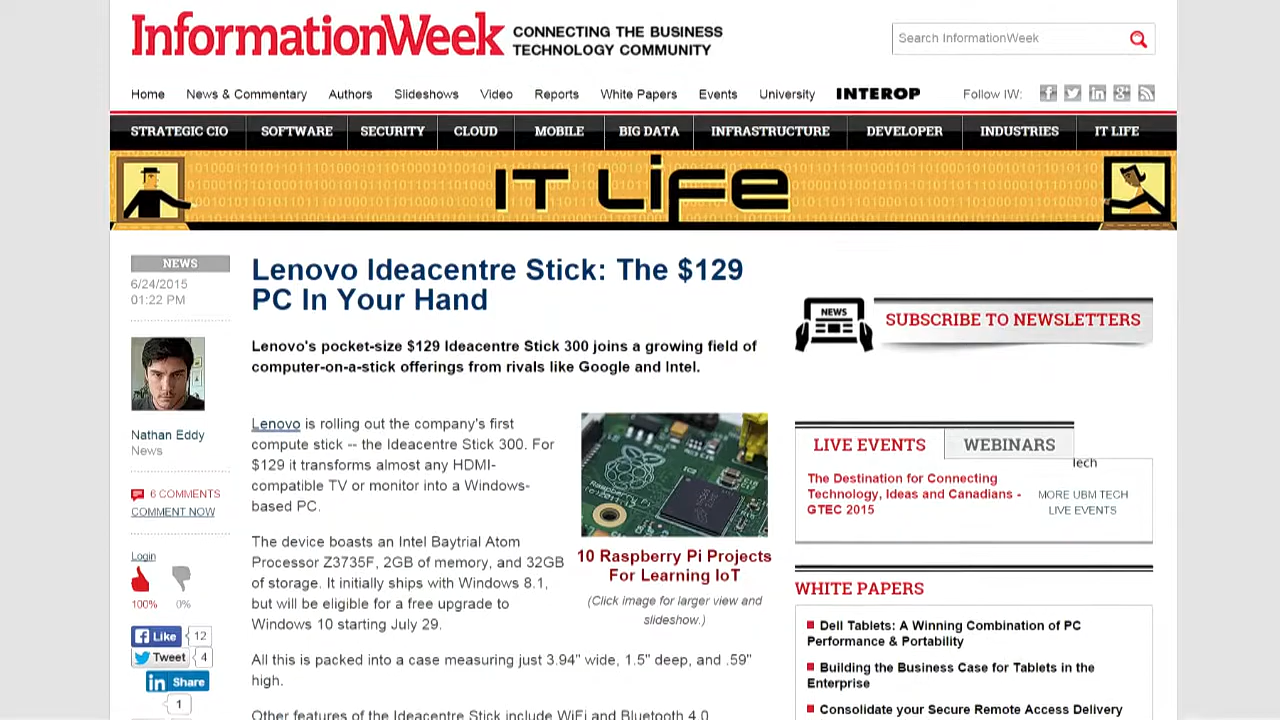 InformationWeek
CONNECTING THE BUSINESS
TECHNOLOGY COMMUNITY
Search InformationWeek
Home
News & Commentary
Authors
Slideshows
Video
Reports
White Papers
Events
University
INTEROP
Follow IW:
STRATEGIC CIO
SOFTWARE
SECURITY
CLOUD
MOBILE
BIG DATA
INFRASTRUCTURE
DEVELOPER
INDUSTRIES
IT LIFE
IT LiFe
NEWS
6/24/2015
01:22 PM
Nathan Eddy
News
6 COMMENTS
COMMENT NOW
Login
100%
0%
Like
12
Tweet
4
in Share
1
Lenovo Ideacentre Stick: The $129
PC In Your Hand
Lenovo's pocket-size $129 Ideacentre Stick 300 joins a growing field of
computer-on-a-stick offerings from rivals like Google and Intel.
Lenovo is rolling out the company's first
compute stick -- the Ideacentre Stick 300. For
$129 it transforms almost any HDMI-
compatible TV or monitor into a Windows-
based PC.
The device boasts an Intel Baytrial Atom
Processor Z3735F, 2GB of memory, and 32GB
of storage. It initially ships with Windows 8.1,
but will be eligible for a free upgrade to
Windows 10 starting July 29.
All this is packed into a case measuring just 3.94" wide, 1.5" deep, and .59"
high.
Other features of the Ideacentre Stick include WiFi and Bluetooth 4.0
10 Raspberry Pi Projects
For Learning IoT
(Click image for larger view and
slideshow.)
NEWS
SUBSCRIBE TO NEWSLETTERS
LIVE EVENTS
WEBINARS
Tech
The Destination for Connecting
Technology, Ideas and Canadians -
GTEC 2015
MORE UBM TECH
LIVE EVENTS
WHITE PAPERS
Dell Tablets: A Winning Combination of PC
Performance & Portability
Building the Business Case for Tablets in the
Enterprise
Consolidate your Secure Remote Access Delivery